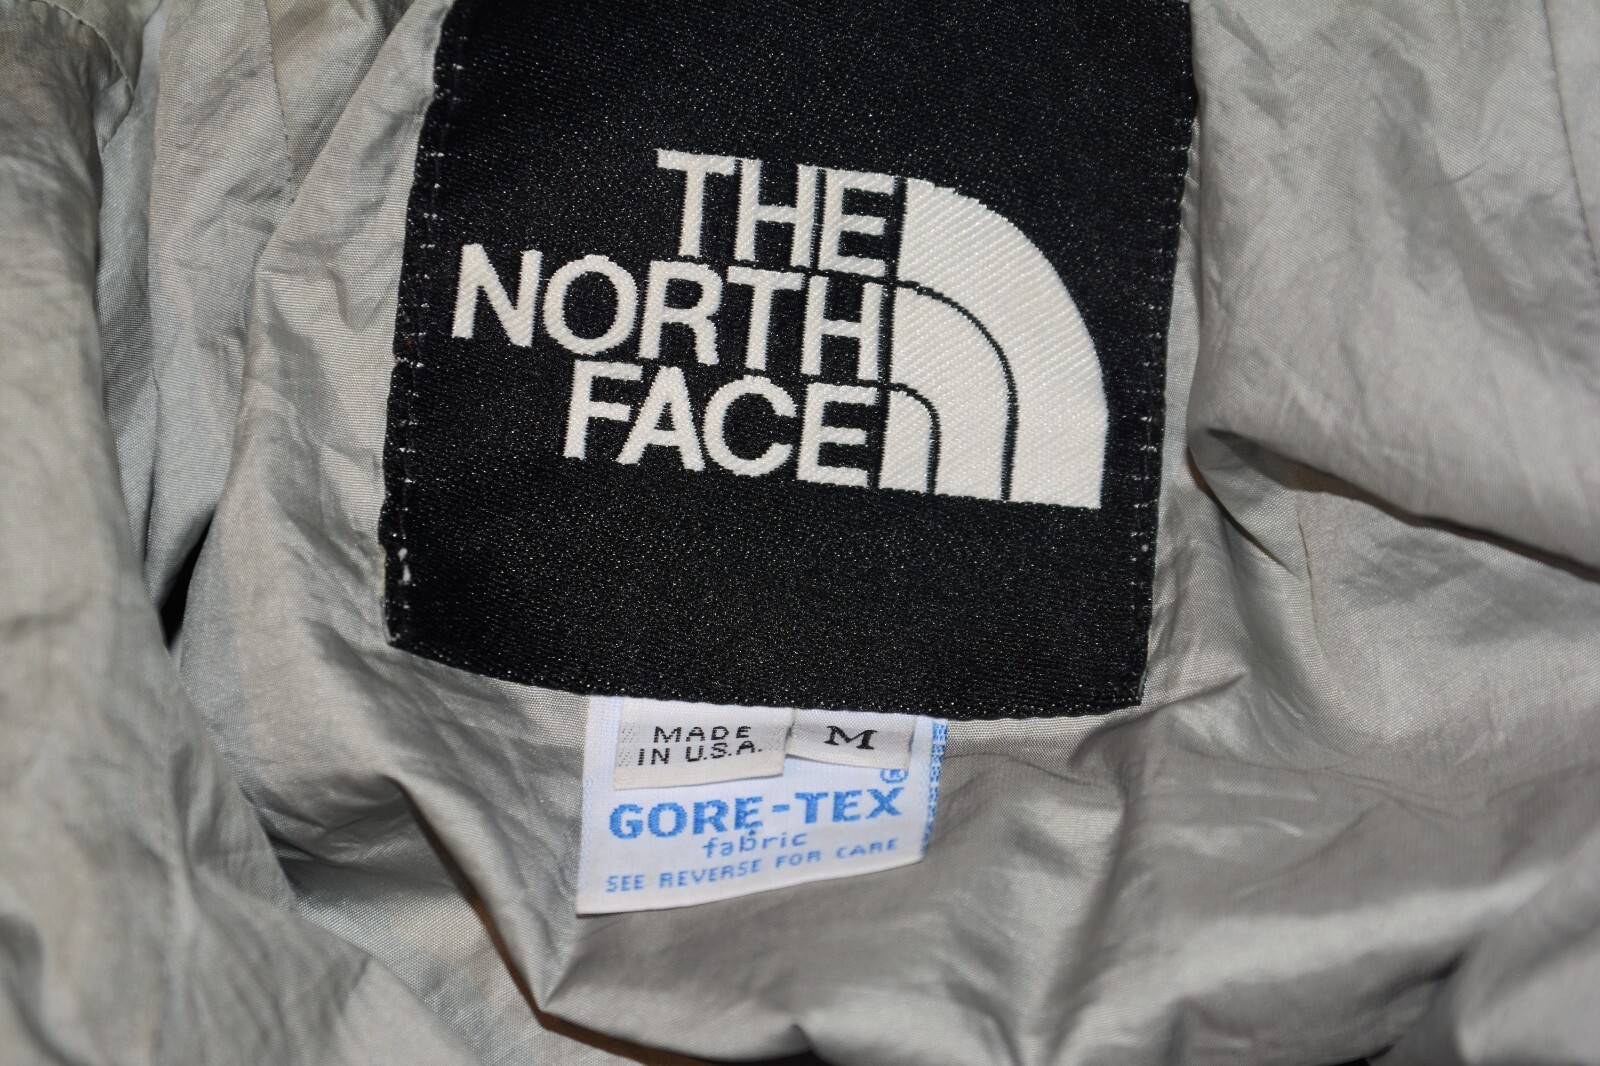 THE
NORTH
FACE
MADE
IN U.S.A.
M
GORE-TEX®
fabric
SEE REVERSE FOR CARE